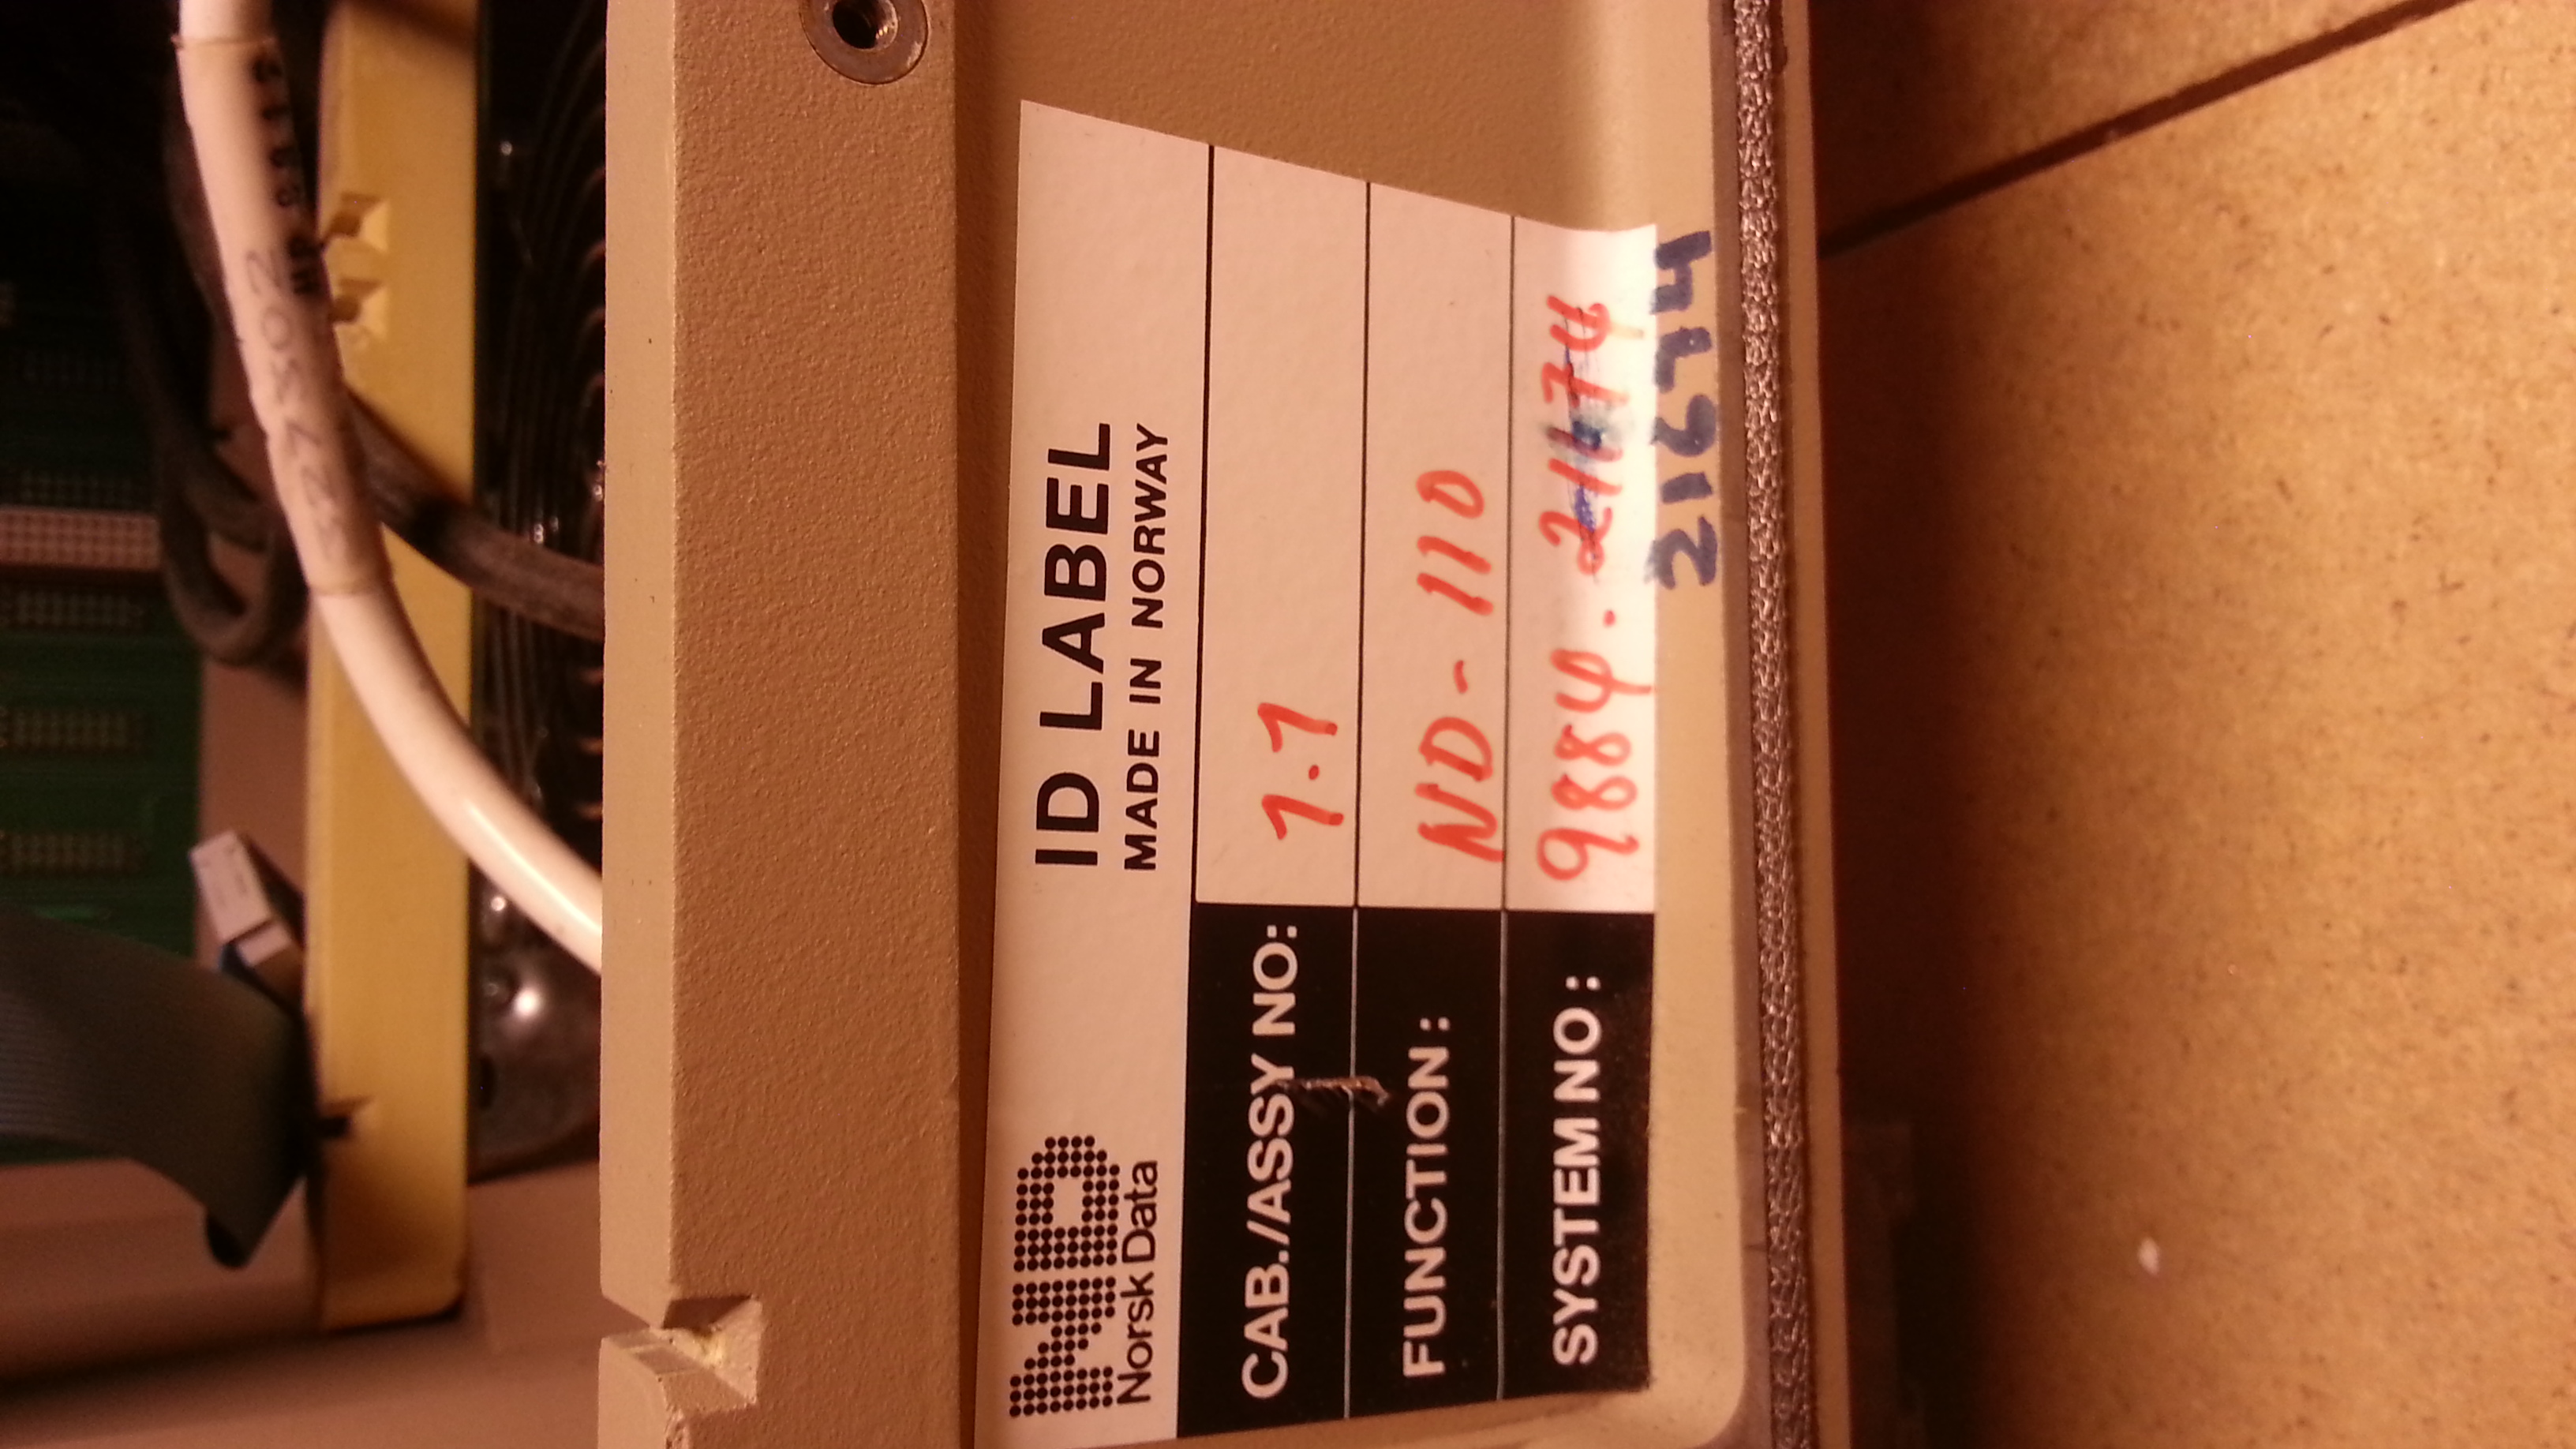 ND
Norsk Data
ID LABEL
MADE IN NORWAY
CAB./ASSY NO: 1.1
FUNCTION: ND-110
SYSTEM NO: 9884.21174
21674